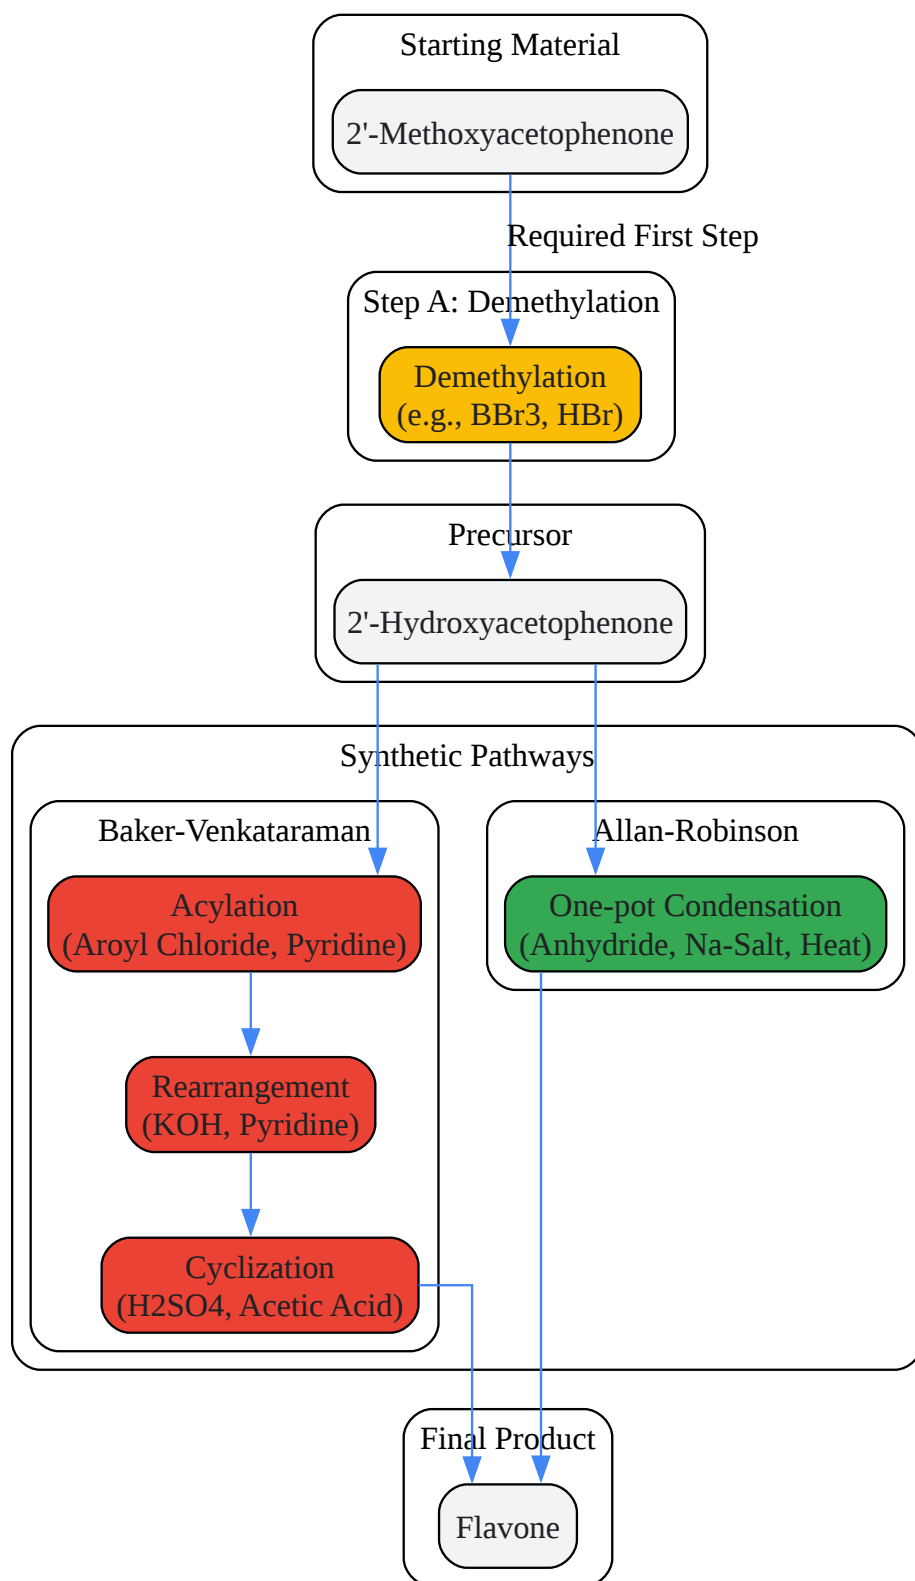 Starting Material
2'-Methoxyacetophenone
Required First Step
Step A: Demethylation
Demethylation
(e.g., BBr3, HBr)
Precursor
2'-Hydroxyacetophenone
Synthetic Pathways
Baker-Venkataraman
Acylation
(Aroyl Chloride, Pyridine)
Rearrangement
(KOH, Pyridine)
Cyclization
(H2SO4, Acetic Acid)
Allan-Robinson
One-pot Condensation
(Anhydride, Na-Salt, Heat)
Final Product
Flavone